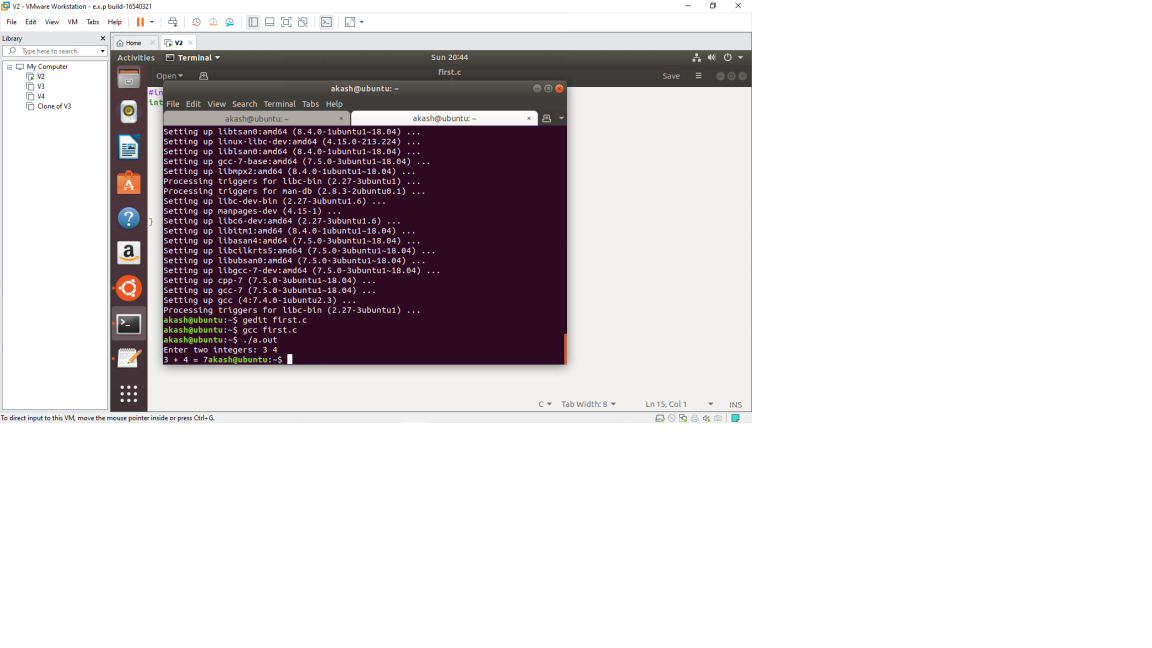 V2 - VMware Workstation - e.x.p build-16540321
File Edit View VM Tabs Help
Library
Type here to search
My Computer
V2
V3
V4
Clone of V3
Home
V2
Activities
Terminal
Sun 20:44
Open
first.c
Save
#in
int
}
akash@ubuntu: ~
File Edit View Search Terminal Tabs Help
akash@ubuntu: ~
akash@ubuntu: ~
Setting up libtsan0:amd64 (8.4.0-1ubuntu1~18.04) ...
Setting up linux-libc-dev:amd64 (4.15.0-213.224) ...
Setting up liblsan0:amd64 (8.4.0-1ubuntu1~18.04) ...
Setting up gcc-7-base:amd64 (7.5.0-3ubuntu1~18.04) ...
Setting up libmpx2:amd64 (8.4.0-1ubuntu1~18.04) ...
Processing triggers for libc-bin (2.27-3ubuntu1) ...
Processing triggers for man-db (2.8.3-2ubuntu0.1) ...
Setting up libc-dev-bin (2.27-3ubuntu1.6) ...
Setting up manpages-dev (4.15-1) ...
Setting up libc6-dev:amd64 (2.27-3ubuntu1.6) ...
Setting up libitm1:amd64 (8.4.0-1ubuntu1~18.04) ...
Setting up libasan4:amd64 (7.5.0-3ubuntu1~18.04) ...
Setting up libcilkrts5:amd64 (7.5.0-3ubuntu1~18.04) ...
Setting up libubsan0:amd64 (7.5.0-3ubuntu1~18.04) ...
Setting up libgcc-7-dev:amd64 (7.5.0-3ubuntu1~18.04) ...
Setting up cpp-7 (7.5.0-3ubuntu1~18.04) ...
Setting up gcc-7 (7.5.0-3ubuntu1~18.04) ...
Setting up gcc (4:7.4.0-1ubuntu2.3) ...
Processing triggers for libc-bin (2.27-3ubuntu1) ...
akash@ubuntu:~$ gedit first.c
akash@ubuntu:~$ gcc first.c
akash@ubuntu:~$ ./a.out
Enter two integers: 3 4
3 + 4 = 7akash@ubuntu:~$
C Tab Width: 8 Ln 15, Col 1 INS
To direct input to this VM, move the mouse pointer inside or press Ctrl+G.